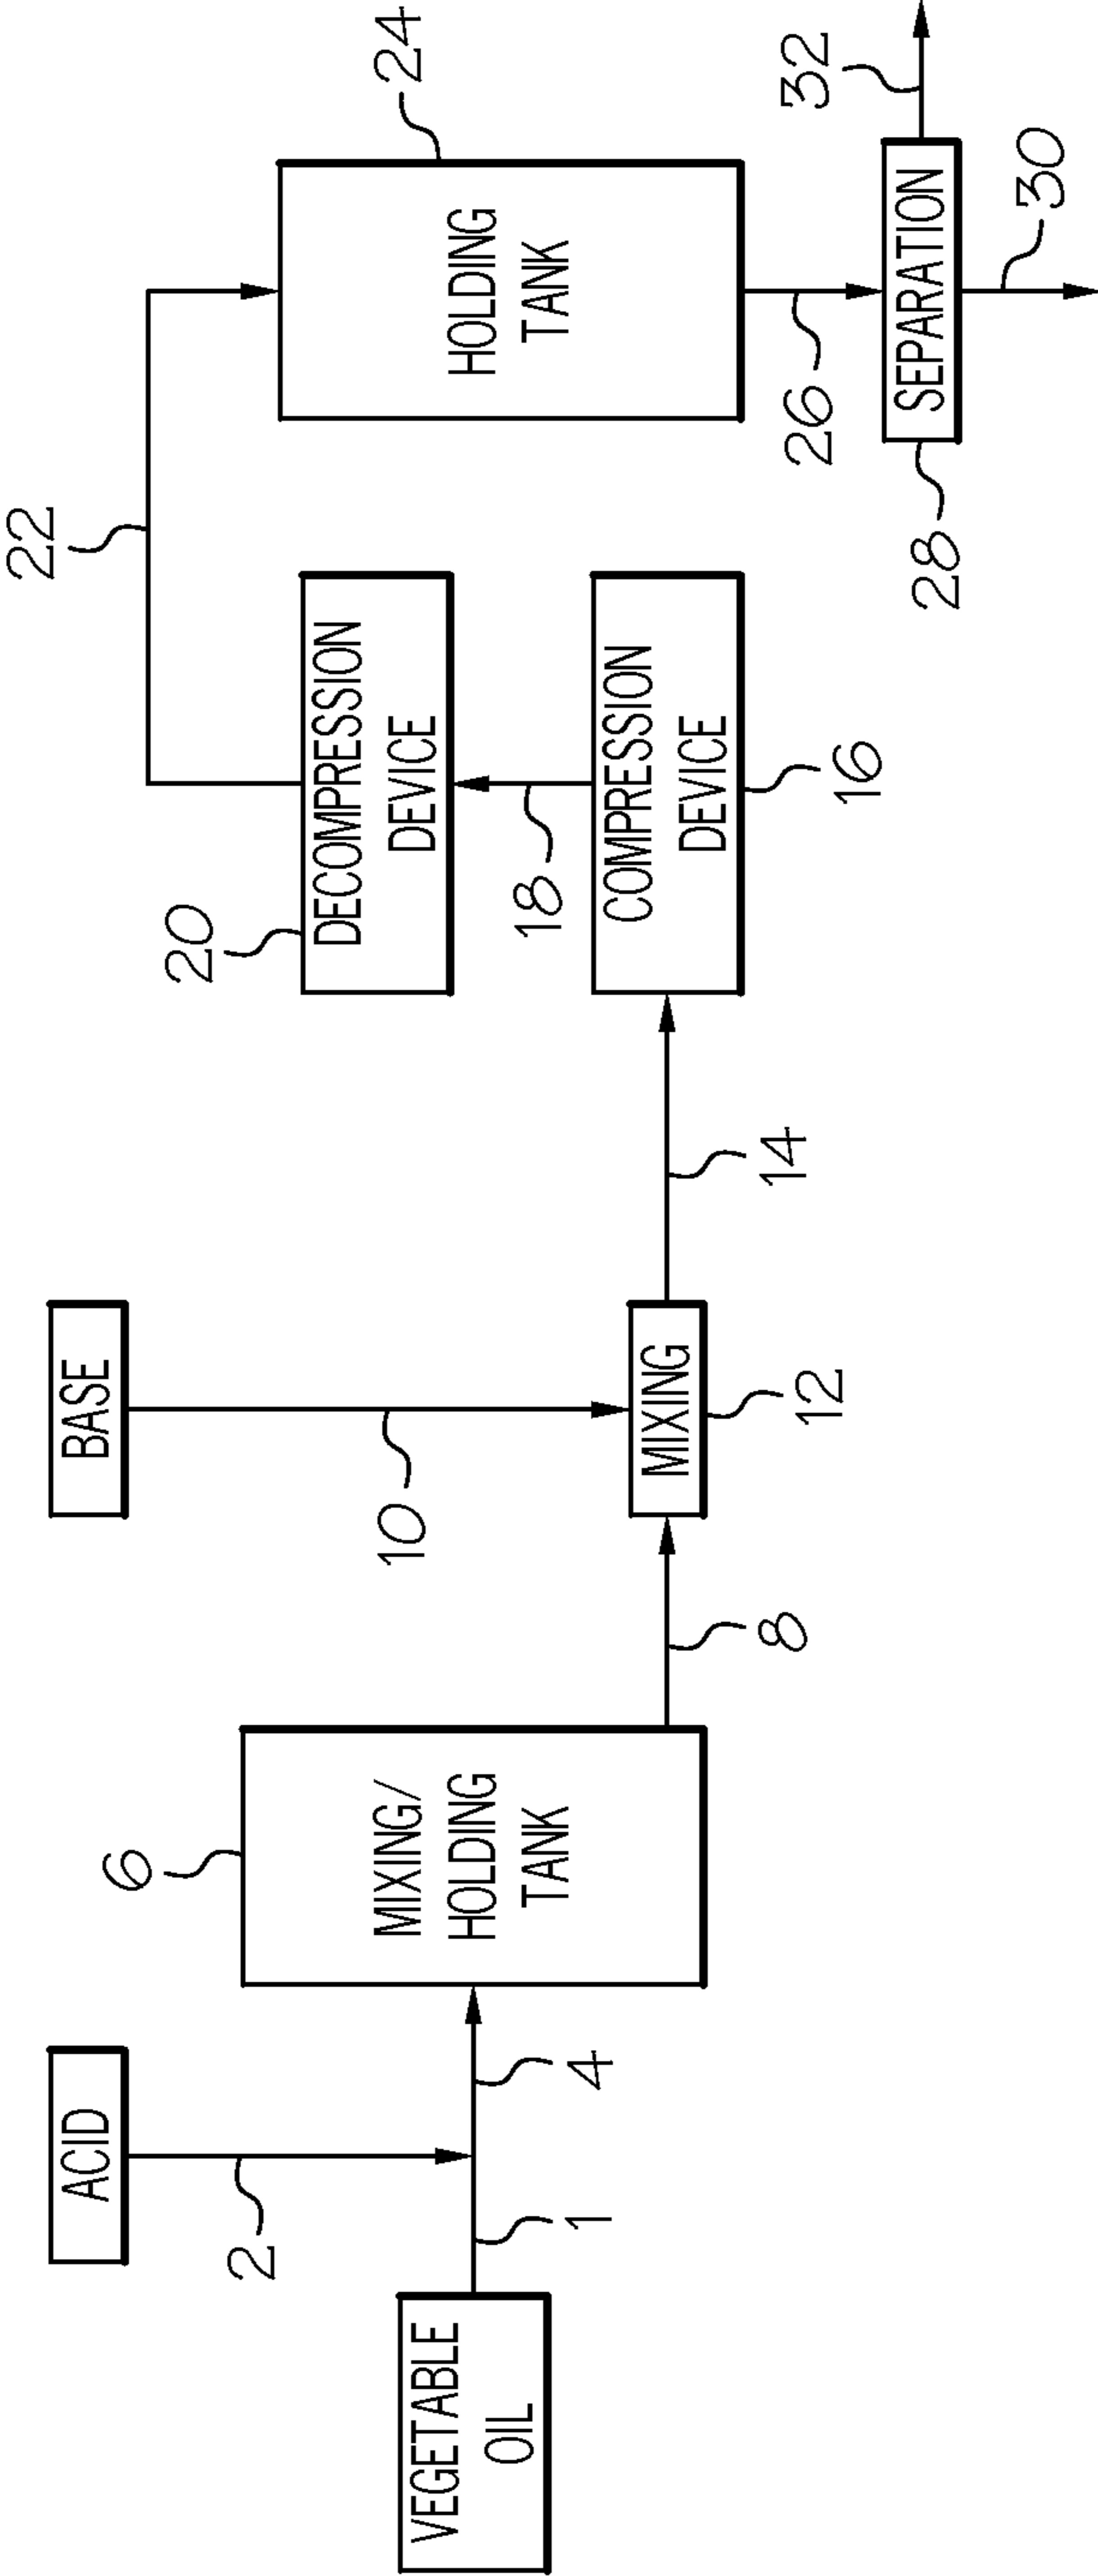 ACID
BASE
2
10
VEGETABLE
OIL
1
4
6
MIXING/
HOLDING
TANK
8
MIXING
12
14
COMPRESSION
DEVICE
16
18
20
DECOMPRESSION
DEVICE
22
HOLDING
TANK
24
26
SEPARATION
28
30
32